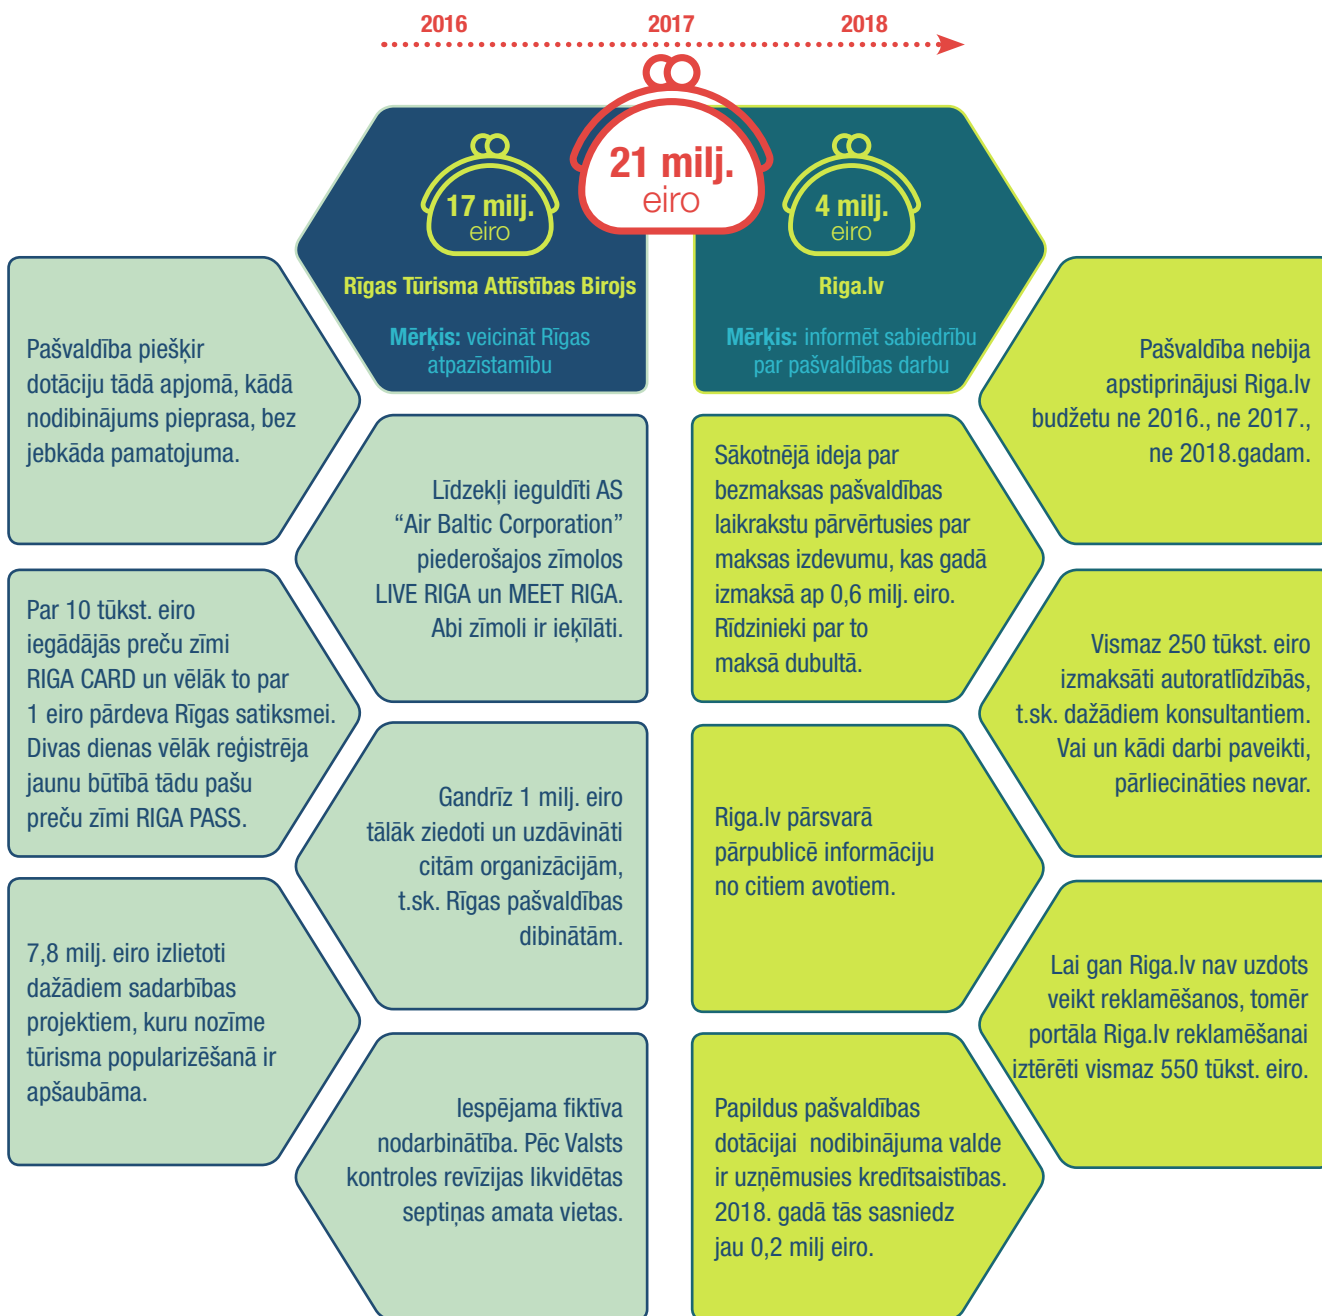 2016
2017
2018
21 milj.
eiro
17 milj.
eiro
Rīgas Tūrisma Attīstības Birojs
Mērķis: veicināt Rīgas
atpazīstamību
4 milj.
eiro
Riga.lv
Mērķis: informēt sabiedrību
par pašvaldības darbu
Pašvaldība piešķir
dotāciju tādā apjomā, kādā
nodibinājums pieprasa, bez
jebkāda pamatojuma.
Līdzekļi ieguldīti AS
“Air Baltic Corporation”
piederošajos zīmolos
LIVE RIGA un MEET RIGA.
Abi zīmoli ir ieķīlāti.
Par 10 tūkst. eiro
iegādājās preču zīmi
RIGA CARD un vēlāk to par
1 eiro pārdeva Rīgas satiksmei.
Divas dienas vēlāk reģistrēja
jaunu būtībā tādu pašu
preču zīmi RIGA PASS.
Gandrīz 1 milj. eiro
tālāk ziedoti un uzdāvināti
citām organizācijām,
t.sk. Rīgas pašvaldības
dibinātām.
7,8 milj. eiro izlietoti
dažādiem sadarbības
projektiem, kuru nozīme
tūrisma popularizēšanā ir
apšaubāma.
Iespējama fiktīva
nodarbinātība. Pēc Valsts
kontroles revīzijas likvidētas
septiņas amata vietas.
Pašvaldība nebija
apstiprinājusi Riga.lv
budžetu ne 2016., ne 2017.,
ne 2018.gadam.
Sākotnējā ideja par
bezmaksas pašvaldības
laikrakstu pārvērtusies par
maksas izdevumu, kas gadā
izmaksā ap 0,6 milj. eiro.
Rīdzinieki par to
maksā dubultā.
Vismaz 250 tūkst. eiro
izmaksāti autoratlīdzībās,
t.sk. dažādiem konsultantiem.
Vai un kādi darbi paveikti,
pārliecināties nevar.
Riga.lv pārsvarā
pārpublicē informāciju
no citiem avotiem.
Lai gan Riga.lv nav uzdots
veikt reklamēšanos, tomēr
portāla Riga.lv reklamēšanai
iztērēti vismaz 550 tūkst. eiro.
Papildus pašvaldības
dotācijai  nodibinājuma valde
ir uzņēmusies kredītsaistības.
2018. gadā tās sasniedz
jau 0,2 milj eiro.